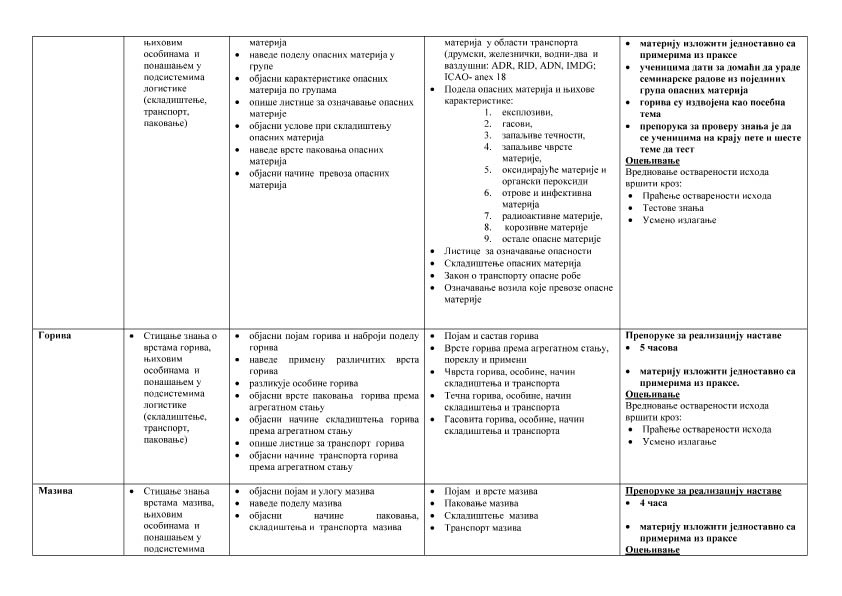 њиховим
особинама и
понашањем у
подсистемима
логистике
(складиштење,
транспорт,
паковање)
материја
наведе поделу опасних материја у
групе
објасни карактеристике опасних
материја по групама
опише листице за означавање опасних
материје
објасни услове при складиштењу
опасних материја
наведе врсте паковања опасних
материја
објасни начине превоза опасних
материја
материја у области транспорта
(друмски, железнички, водни-два и
ваздушни: ADR, RID, ADN, IMDG;
ICAO- anex 18
Подела опасних материја и њихове
карактеристике:
1. експлозиви,
2. гасови,
3. запаљиве течности,
4. запаљиве чврсте
материје,
5. оксидирајуће материје и
органски пероксиди
6. отрове и инфективна
материја
7. радиоактивне материје,
8. корозивне материје
9. остале опасне материје
Листице за означавање опасности
Складиштење опасних материја
Закон о транспорту опасне робе
Означавање возила које превозе опасне
материје
материју изложити једноставно са
примерима из праксе
ученицима дати за домаћи да ураде
семинарске радове из појединих
група опасних материја
горива су издвојена као посебна
тема
препорука за проверу знања је да
се ученицима на крају пете и шесте
теме да тест
Оцењивање
Вредновање остварености исхода
вршити кроз:
Праћење остварености исхода
Тестове знања
Усмено излагање
Горива
Стицање знања о
врстама горива,
њиховим
особинама и
понашањем у
подсистемима
логистике
(складиштење,
транспорт,
паковање)
објасни појам горива и наброји поделу
горива
наведе примену различитих врста
горива
разликује особине горива
објасни врсте паковања горива према
агрегатном стању
објасни начине складиштења горива
према агрегатном стању
опише листице за транспорт горива
објасни начине транспорта горива
према агрегатном стању
Појам и састав горива
Врсте горива према агрегатном стању,
пореклу и примени
Чврста горива, особине, начин
складиштења и транспорта
Течна горива, особине, начин
складиштења и транспорта
Гасовита горива, особине, начин
складиштења и транспорта
Препоруке за реализацију наставе
5 часова
материју изложити једноставно са
примерима из праксе.
Оцењивање
Вредновање остварености исхода
вршити кроз:
Праћење остварености исхода
Усмено излагање
Мазива
Стицање знања
врстама мазива,
њиховим
особинама и
понашањем у
подсистемима
објасни појам и улогу мазива
наведе поделу мазива
објасни начине паковања,
складиштења и транспорта мазива
Појам и врсте мазива
Паковање мазива
Складиштење мазива
Транспорт мазива
Препоруке за реализацију наставе
4 часа
материју изложити једноставно са
примерима из праксе
Оцењивање